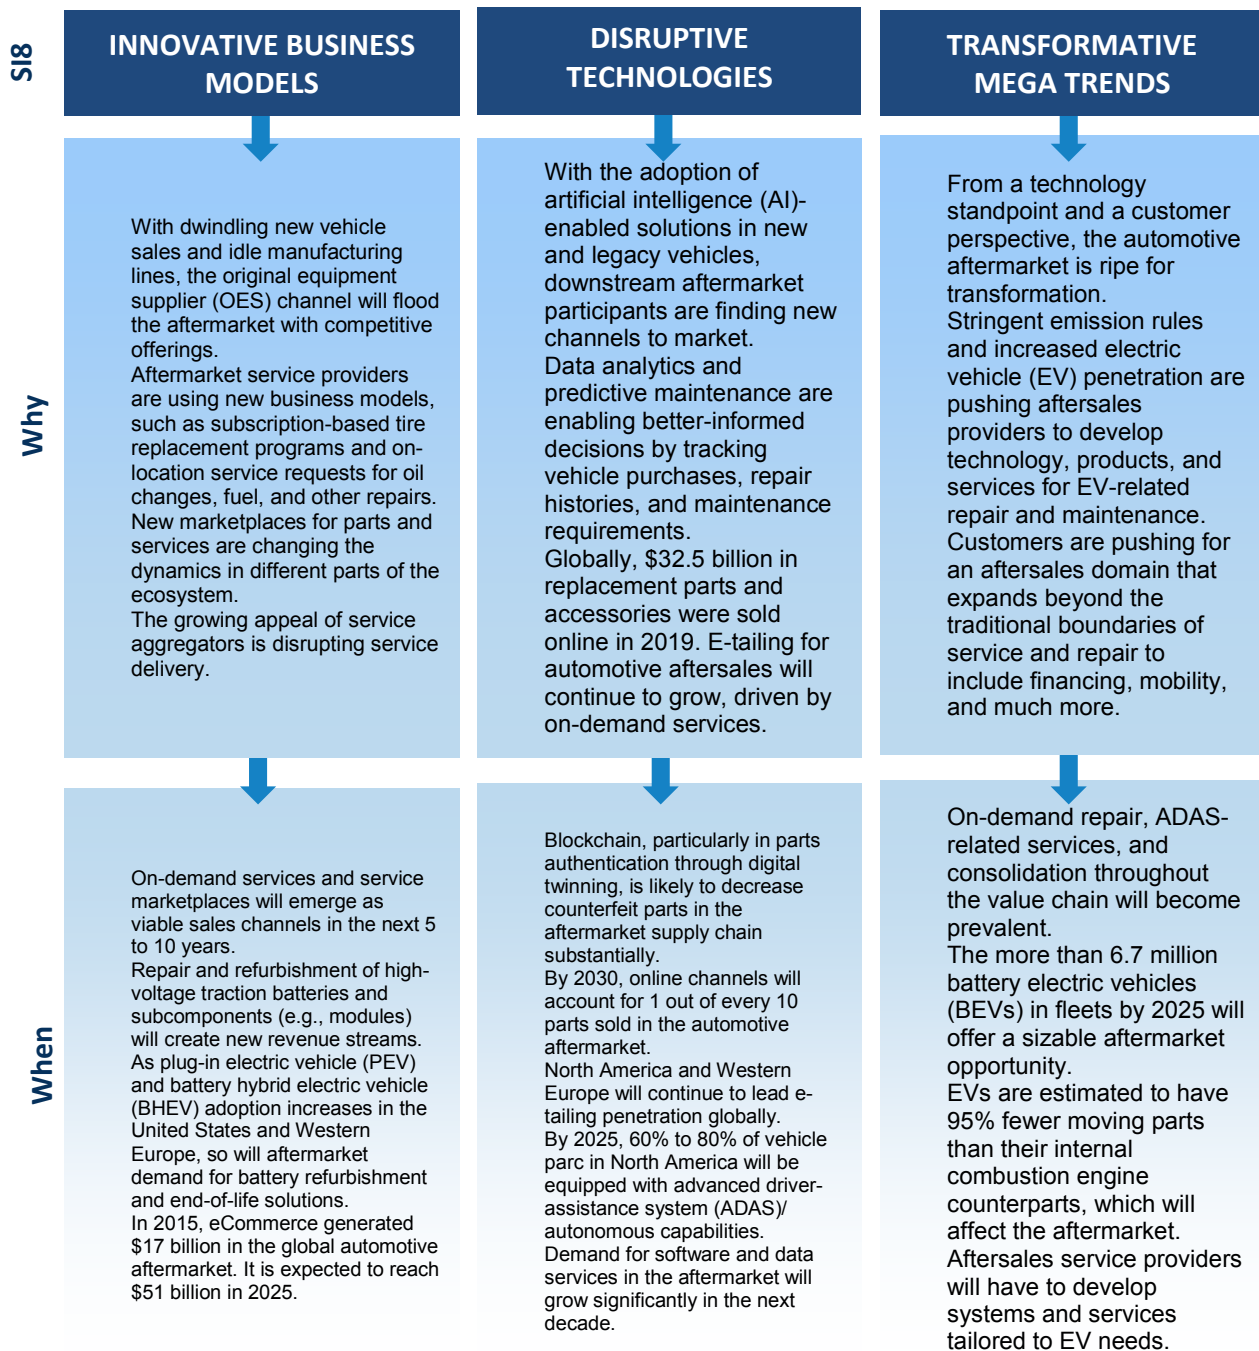 SI8
INNOVATIVE BUSINESS
MODELS
DISRUPTIVE
TECHNOLOGIES
TRANSFORMATIVE
MEGA TRENDS
Why
With dwindling new vehicle
sales and idle manufacturing
lines, the original equipment
supplier (OES) channel will flood
the aftermarket with competitive
offerings.
Aftermarket service providers
are using new business models,
such as subscription-based tire
replacement programs and on-
location service requests for oil
changes, fuel, and other repairs.
New marketplaces for parts and
services are changing the
dynamics in different parts of the
ecosystem.
The growing appeal of service
aggregators is disrupting service
delivery.
With the adoption of
artificial intelligence (AI)-
enabled solutions in new
and legacy vehicles,
downstream aftermarket
participants are finding new
channels to market.
Data analytics and
predictive maintenance are
enabling better-informed
decisions by tracking
vehicle purchases, repair
histories, and maintenance
requirements.
Globally, $32.5 billion in
replacement parts and
accessories were sold
online in 2019. E-tailing for
automotive aftersales will
continue to grow, driven by
on-demand services.
From a technology
standpoint and a customer
perspective, the automotive
aftermarket is ripe for
transformation.
Stringent emission rules
and increased electric
vehicle (EV) penetration are
pushing aftersales
providers to develop
technology, products, and
services for EV-related
repair and maintenance.
Customers are pushing for
an aftersales domain that
expands beyond the
traditional boundaries of
service and repair to
include financing, mobility,
and much more.
When
On-demand services and service
marketplaces will emerge as
viable sales channels in the next 5
to 10 years.
Repair and refurbishment of high-
voltage traction batteries and
subcomponents (e.g., modules)
will create new revenue streams.
As plug-in electric vehicle (PEV)
and battery hybrid electric vehicle
(BHEV) adoption increases in the
United States and Western
Europe, so will aftermarket
demand for battery refurbishment
and end-of-life solutions.
In 2015, eCommerce generated
$17 billion in the global automotive
aftermarket. It is expected to reach
$51 billion in 2025.
Blockchain, particularly in parts
authentication through digital
twinning, is likely to decrease
counterfeit parts in the
aftermarket supply chain
substantially.
By 2030, online channels will
account for 1 out of every 10
parts sold in the automotive
aftermarket.
North America and Western
Europe will continue to lead e-
tailing penetration globally.
By 2025, 60% to 80% of vehicle
parc in North America will be
equipped with advanced driver-
assistance system (ADAS)/
autonomous capabilities.
Demand for software and data
services in the aftermarket will
grow significantly in the next
decade.
On-demand repair, ADAS-
related services, and
consolidation throughout
the value chain will become
prevalent.
The more than 6.7 million
battery electric vehicles
(BEVs) in fleets by 2025 will
offer a sizable aftermarket
opportunity.
EVs are estimated to have
95% fewer moving parts
than their internal
combustion engine
counterparts, which will
affect the aftermarket.
Aftersales service providers
will have to develop
systems and services
tailored to EV needs.